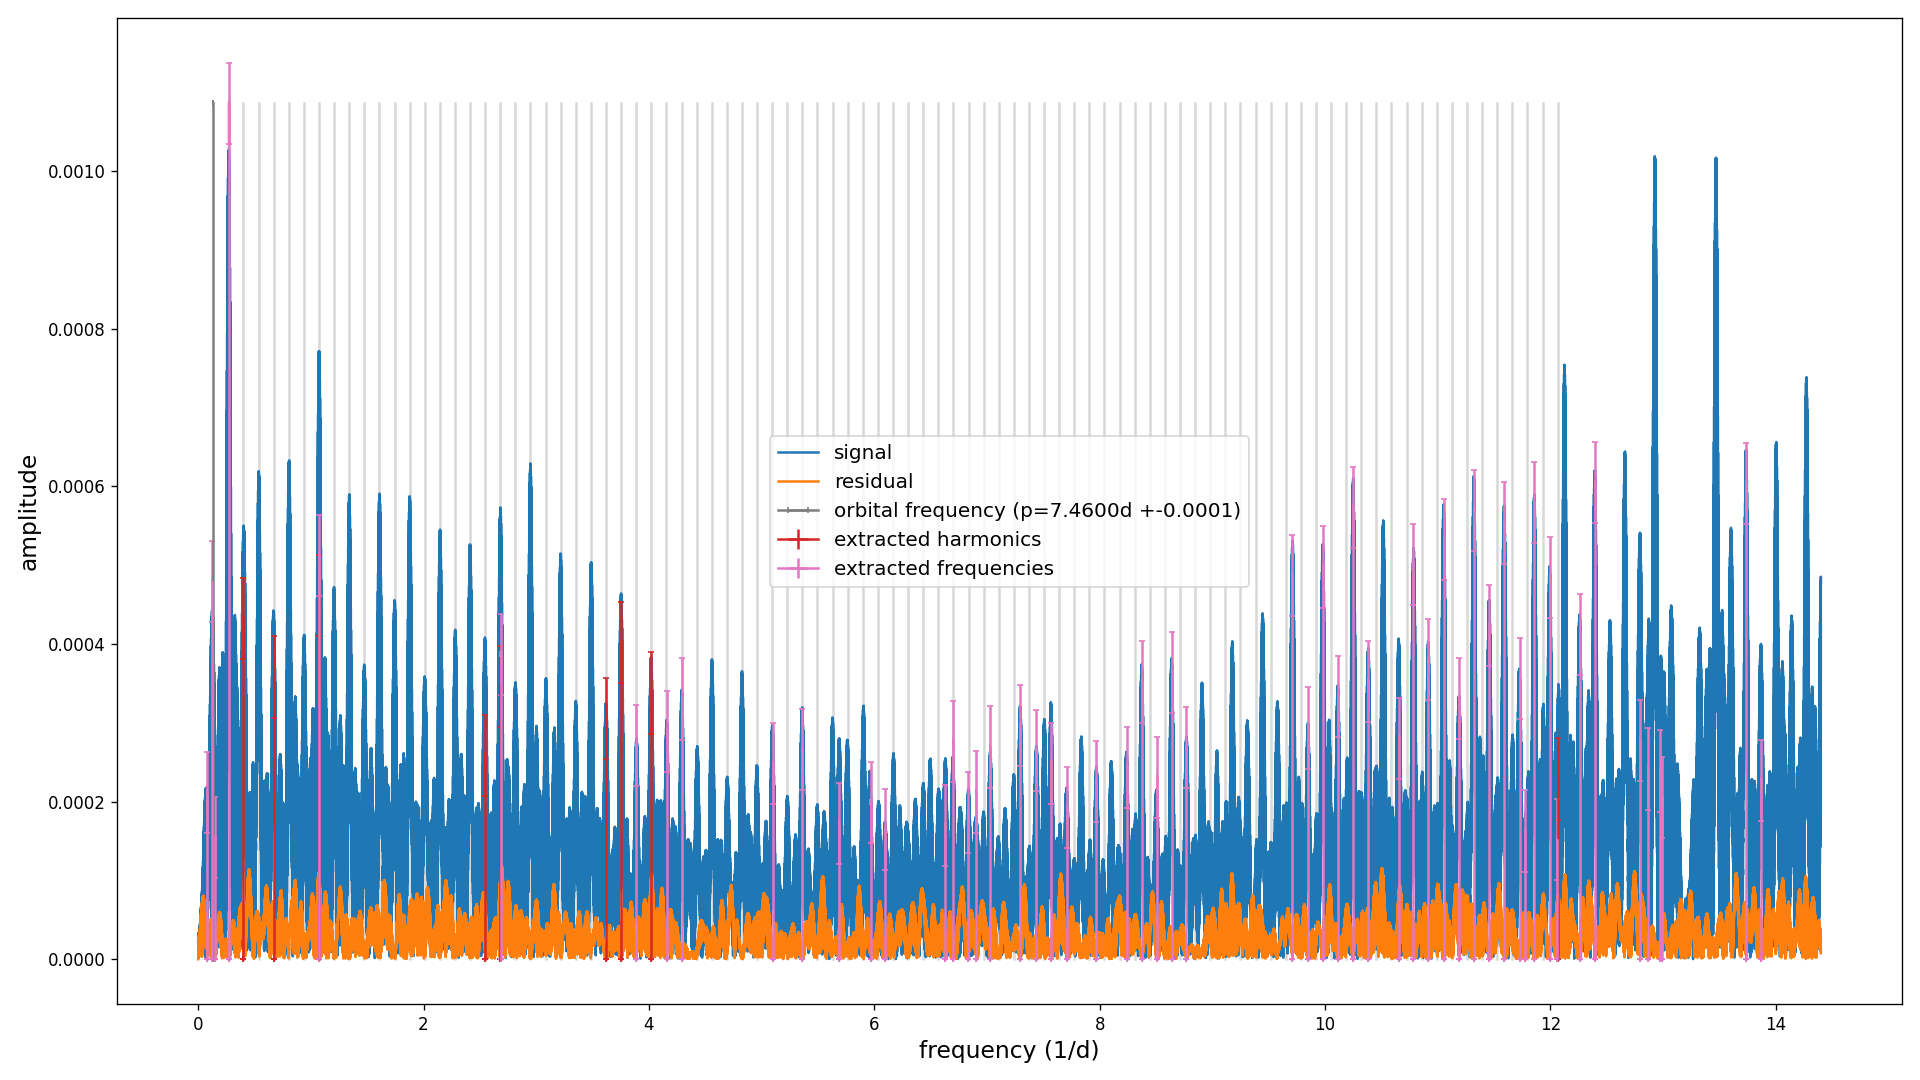 0.0010
0.0008
0.0006
0.0004
0.0002
0.0000
amplitude
signal
residual
orbital frequency (p=7.4600d +-0.0001)
extracted harmonics
extracted frequencies
0 2 4 6 8 10 12 14
frequency (1/d)